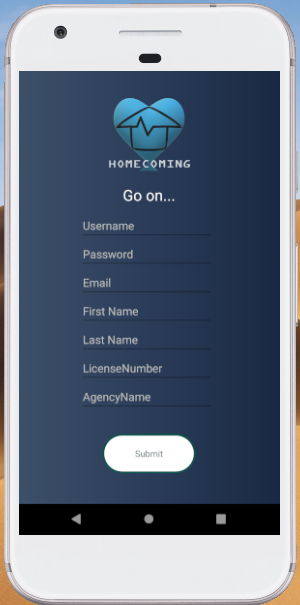 HOMECOMING
Go on...
Username
Password
Email
First Name
Last Name
LicenseNumber
AgencyName
Submit